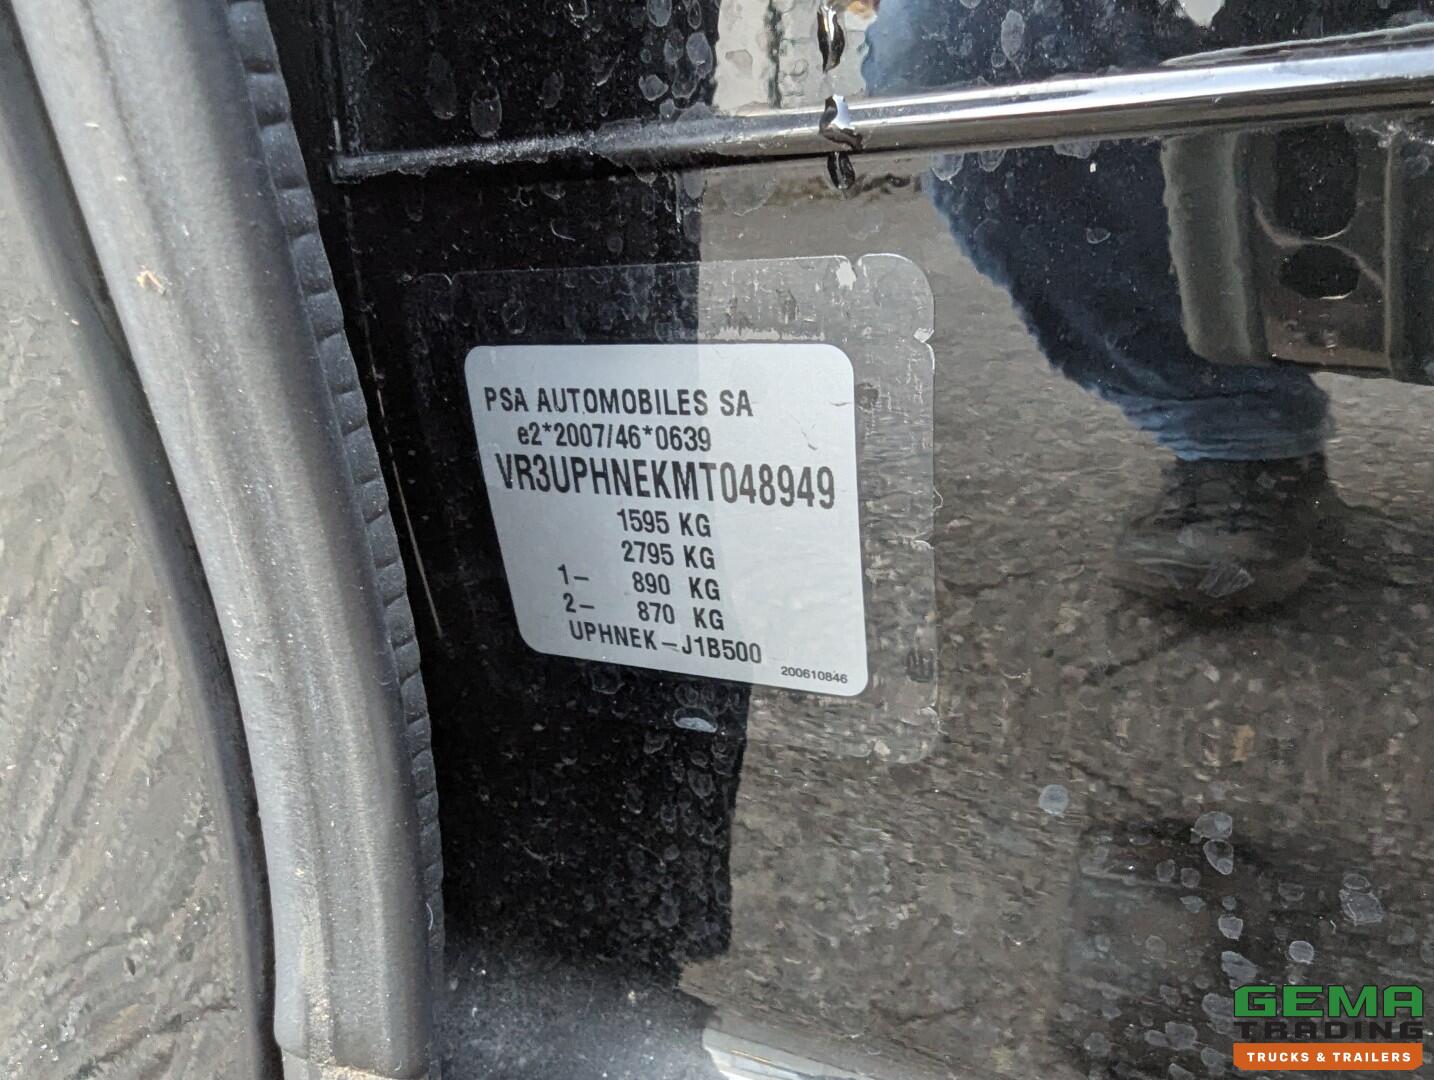 PSA AUTOMOBILES SA
e2*2007/46*0639
VR3UPHNEKMT048949
1595 KG
2795 KG
1– 890 KG
2– 870 KG
UPHNEK–J1B500
200610846
GEMA
TRADING
TRUCKS & TRAILERS